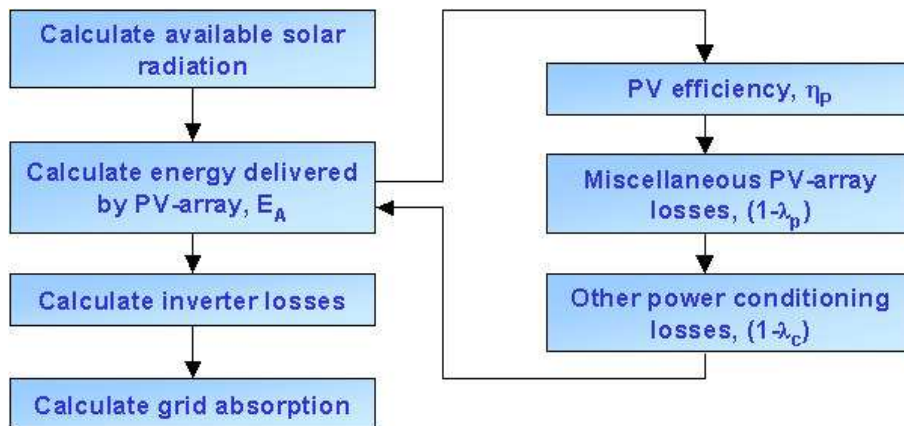 Calculate available solar
radiation
Calculate energy delivered
by PV-array, E_A
Calculate inverter losses
Calculate grid absorption
PV efficiency, η_P
Miscellaneous PV-array
losses, (1-λ_p)
Other power conditioning
losses, (1-λ_c)